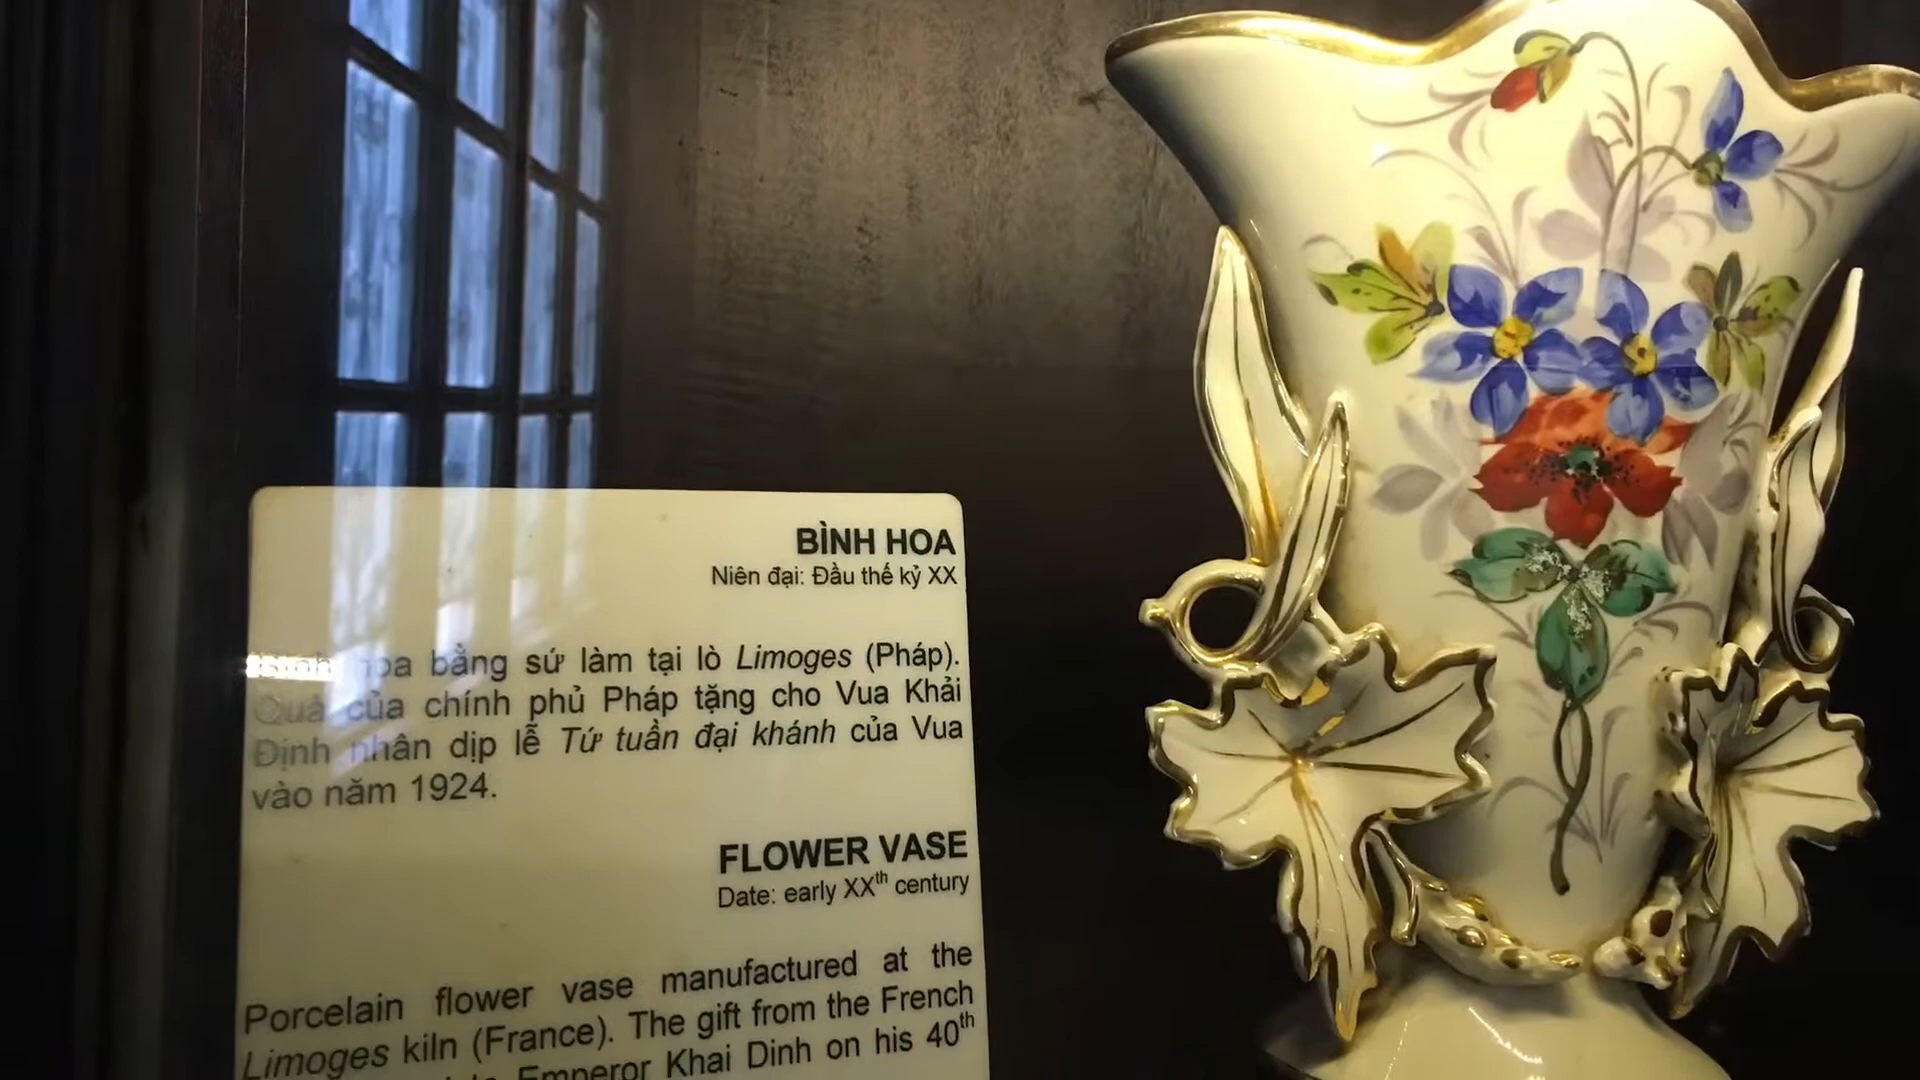 BÌNH HOA
Niên đại: Đầu thế kỷ XX
Bình hoa bằng sứ làm tại lò Limoges (Pháp).
Quà của chính phủ Pháp tặng cho Vua Khải
Định nhân dịp lễ Tứ tuần đại khánh của Vua
vào năm 1924.
FLOWER VASE
Date: early XXth century
Porcelain flower vase manufactured at the
Limoges kiln (France). The gift from the French
Emperor Khai Dinh on his 40th